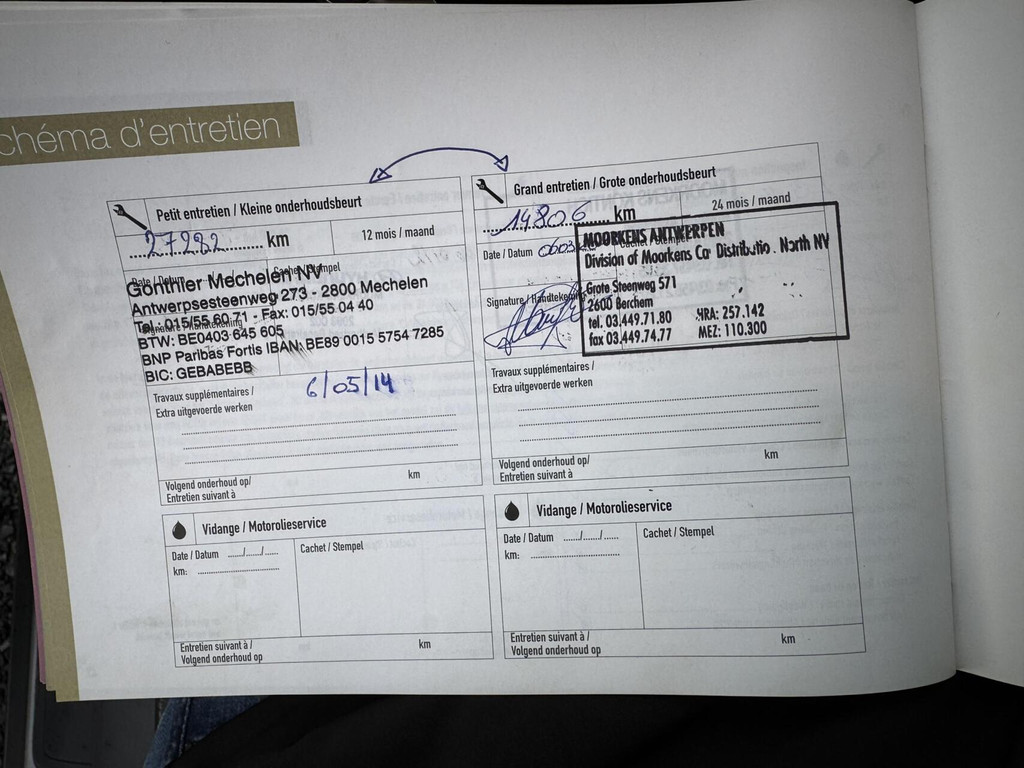 chéma d'entretien
Petit entretien / Kleine onderhoudsbeurt
27282 km
12 mois / maand
Date / Datum
Cachet / Stempel
Gonthier Mechelen NV
Antwerpsesteenweg 273 - 2800 Mechelen
Tel.: 015/55 60 71 - Fax: 015/55 04 40
Signature / Handtekening
BTW: BE0403 645 605
BNP Paribas Fortis IBAN: BE89 0015 5754 7285
BIC: GEBABEBB
6/05/14
Travaux supplémentaires /
Extra uitgevoerde werken
Volgend onderhoud op/
Entretien suivant à
km
Grand entretien / Grote onderhoudsbeurt
14806 km
24 mois / maand
Date / Datum 0603
Cachet / Stempel
MOORKENS ANTWERPEN
Division of Moorkens Car Distribution North NV
Signature / Handtekening
Grote Steenweg 571
2600 Berchem
tel. 03.449.71.80 HRA: 257.142
fax 03.449.74.77 MEZ: 110.300
Travaux supplémentaires /
Extra uitgevoerde werken
Volgend onderhoud op/
Entretien suivant à
km
Vidange / Motorolieservice
Date / Datum ....../....../......
Cachet / Stempel
km:
Entretien suivant à /
Volgend onderhoud op
km
Vidange / Motorolieservice
Date / Datum ....../....../......
Cachet / Stempel
km:
Entretien suivant à /
Volgend onderhoud op
km